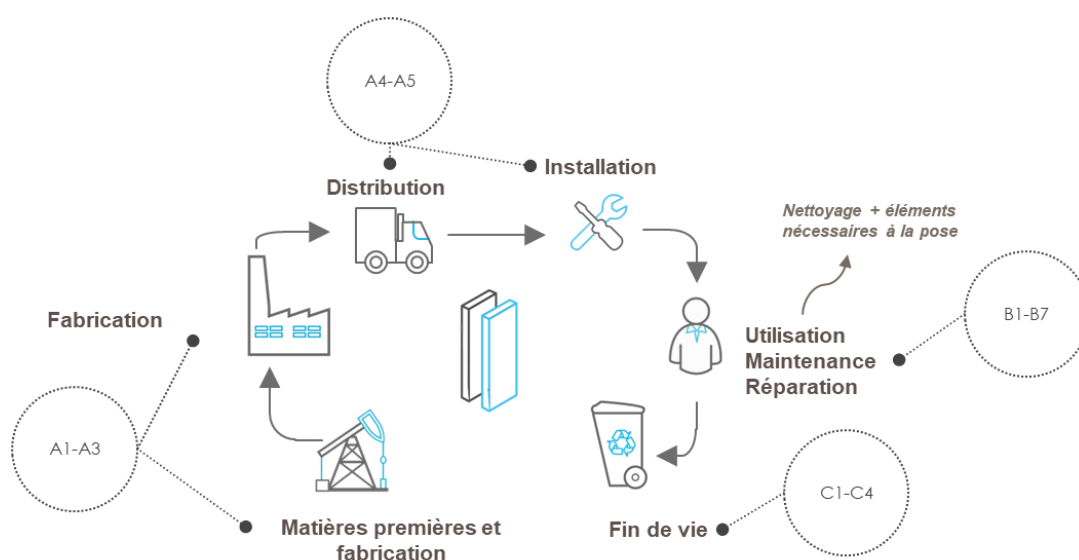 A4-A5
Installation
Distribution
Nettoyage + éléments
nécessaires à la pose
Fabrication
B1-B7
Utilisation
Maintenance
Réparation
A1-A3
C1-C4
Matières premières et
fabrication
Fin de vie